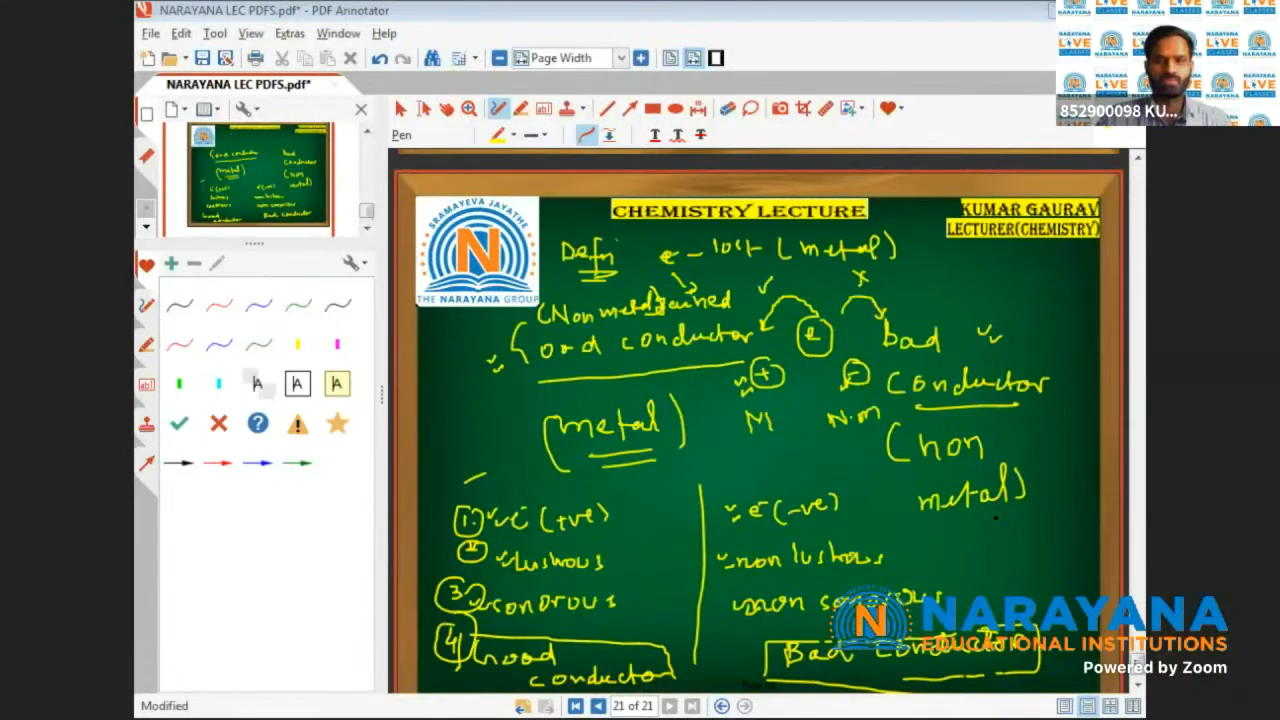 NARAYANA LEC PDFS.pdf* - PDF Annotator
File Edit Tool View Extras Window Help
Page Width
NARAYANA LEC PDFS.pdf*
Pen
852900098 KU...
NARAYANA
LIVE
CLASSES
SRAMAYEVA JAYATHE
N
THE NARAYANA GROUP
CHEMISTRY LECTURE
KUMAR GAURAV
LECTURER(CHEMISTRY)
Defn e- lost (metal)
(Non metal) gained
Good conductor e Bad
+ - conductor
(metal) M N.M (non
metal)
1. e- (+ve) e- (-ve)
lustrous non lustrous
3 sonorous non sonorous
4 Good Bad Conductor
conductor
NARAYANA
EDUCATIONAL INSTITUTIONS
Powered by Zoom
Modified
21 of 21